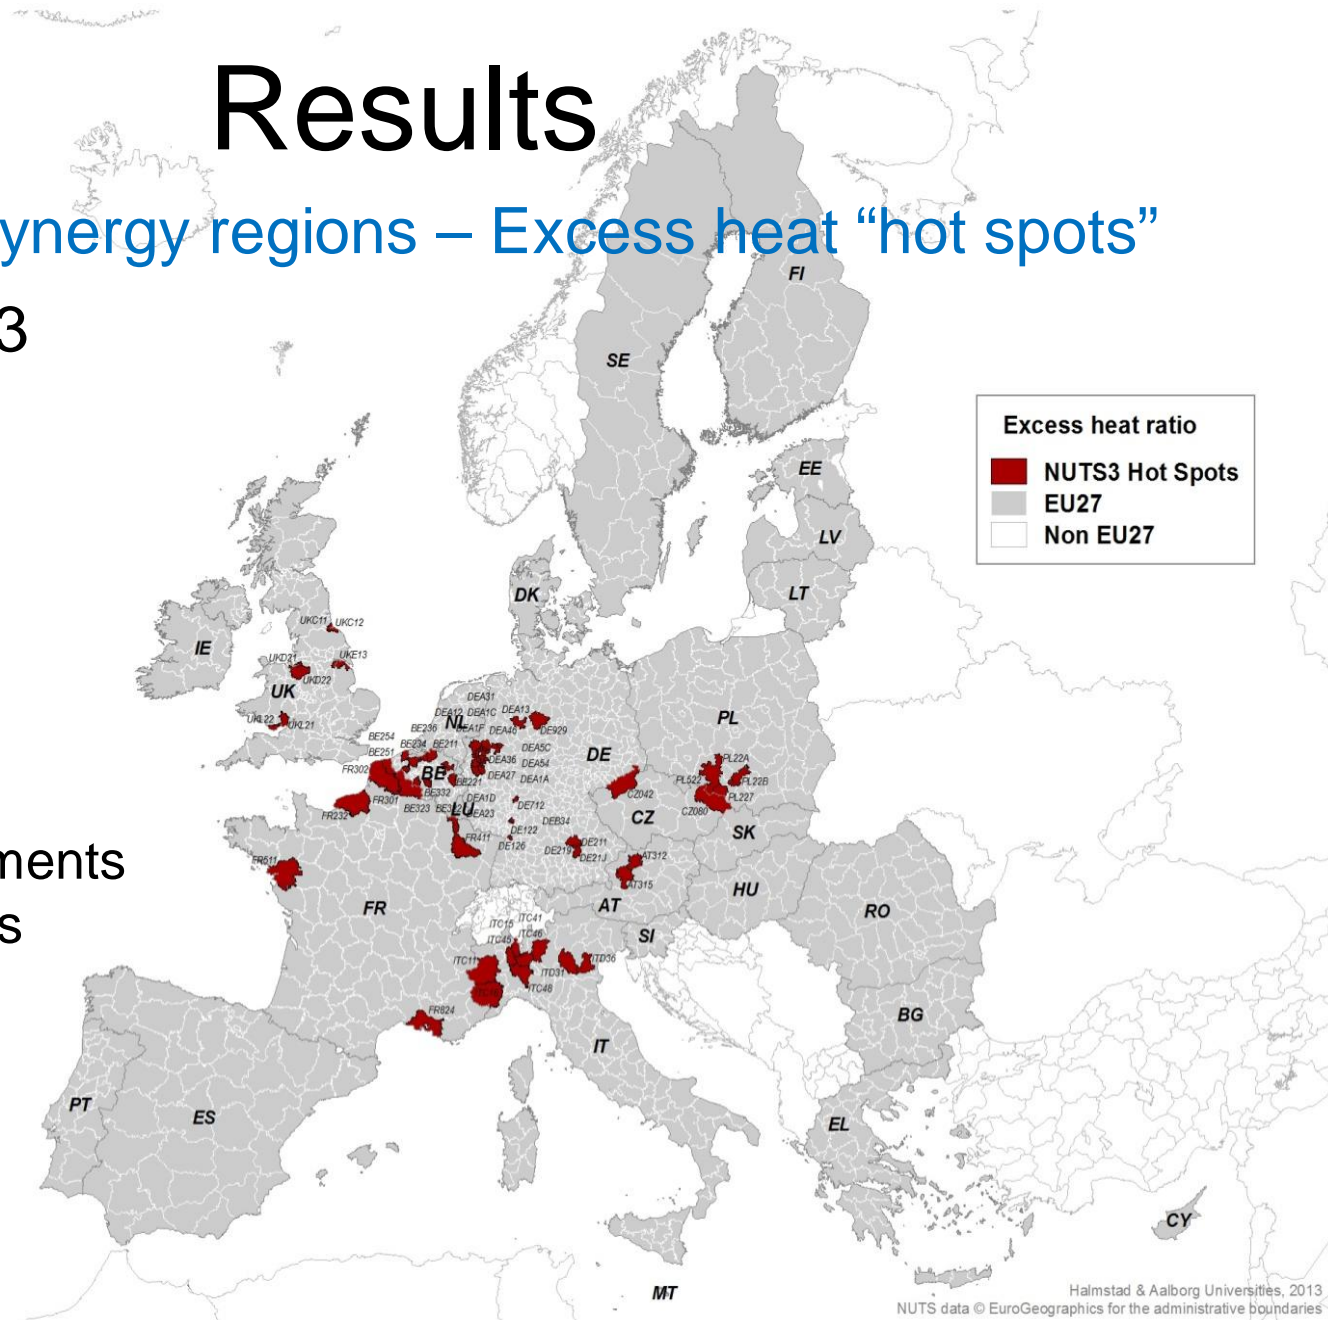 Results
ynergy regions – Excess heat “hot spots”
3
ments
s
Excess heat ratio
NUTS3 Hot Spots
EU27
Non EU27
FI
SE
EE
LV
LT
DK
IE
UK
UKC11
UKC12
UKD21
UKE13
UKD22
UKL22
UKL21
NL
DEA31
DEA12
DEA1C
DEA13
DEA1F
DEA46
DE929
BE236
BE254
BE234
BE211
BE251
DEA5C
DEA36
DEA54
DEA27
DEA1A
DE
PL
PL22A
PL522
PL22B
PL227
CZ042
CZ080
CZ
SK
FR302
BE
BE221
BE332
FR301
BE323
DEA1D
DEA23
LU
FR232
DE712
DEB34
DE122
DE126
FR411
DE211
DE219
DE21J
AT312
AT315
FR511
FR
AT
HU
RO
SI
ITC15
ITC41
ITC45
ITC46
ITC11
ITD31
ITD36
ITC48
FR824
IT
BG
PT
ES
EL
CY
MT
Halmstad & Aalborg Universities, 2013
NUTS data © EuroGeographics for the administrative boundaries